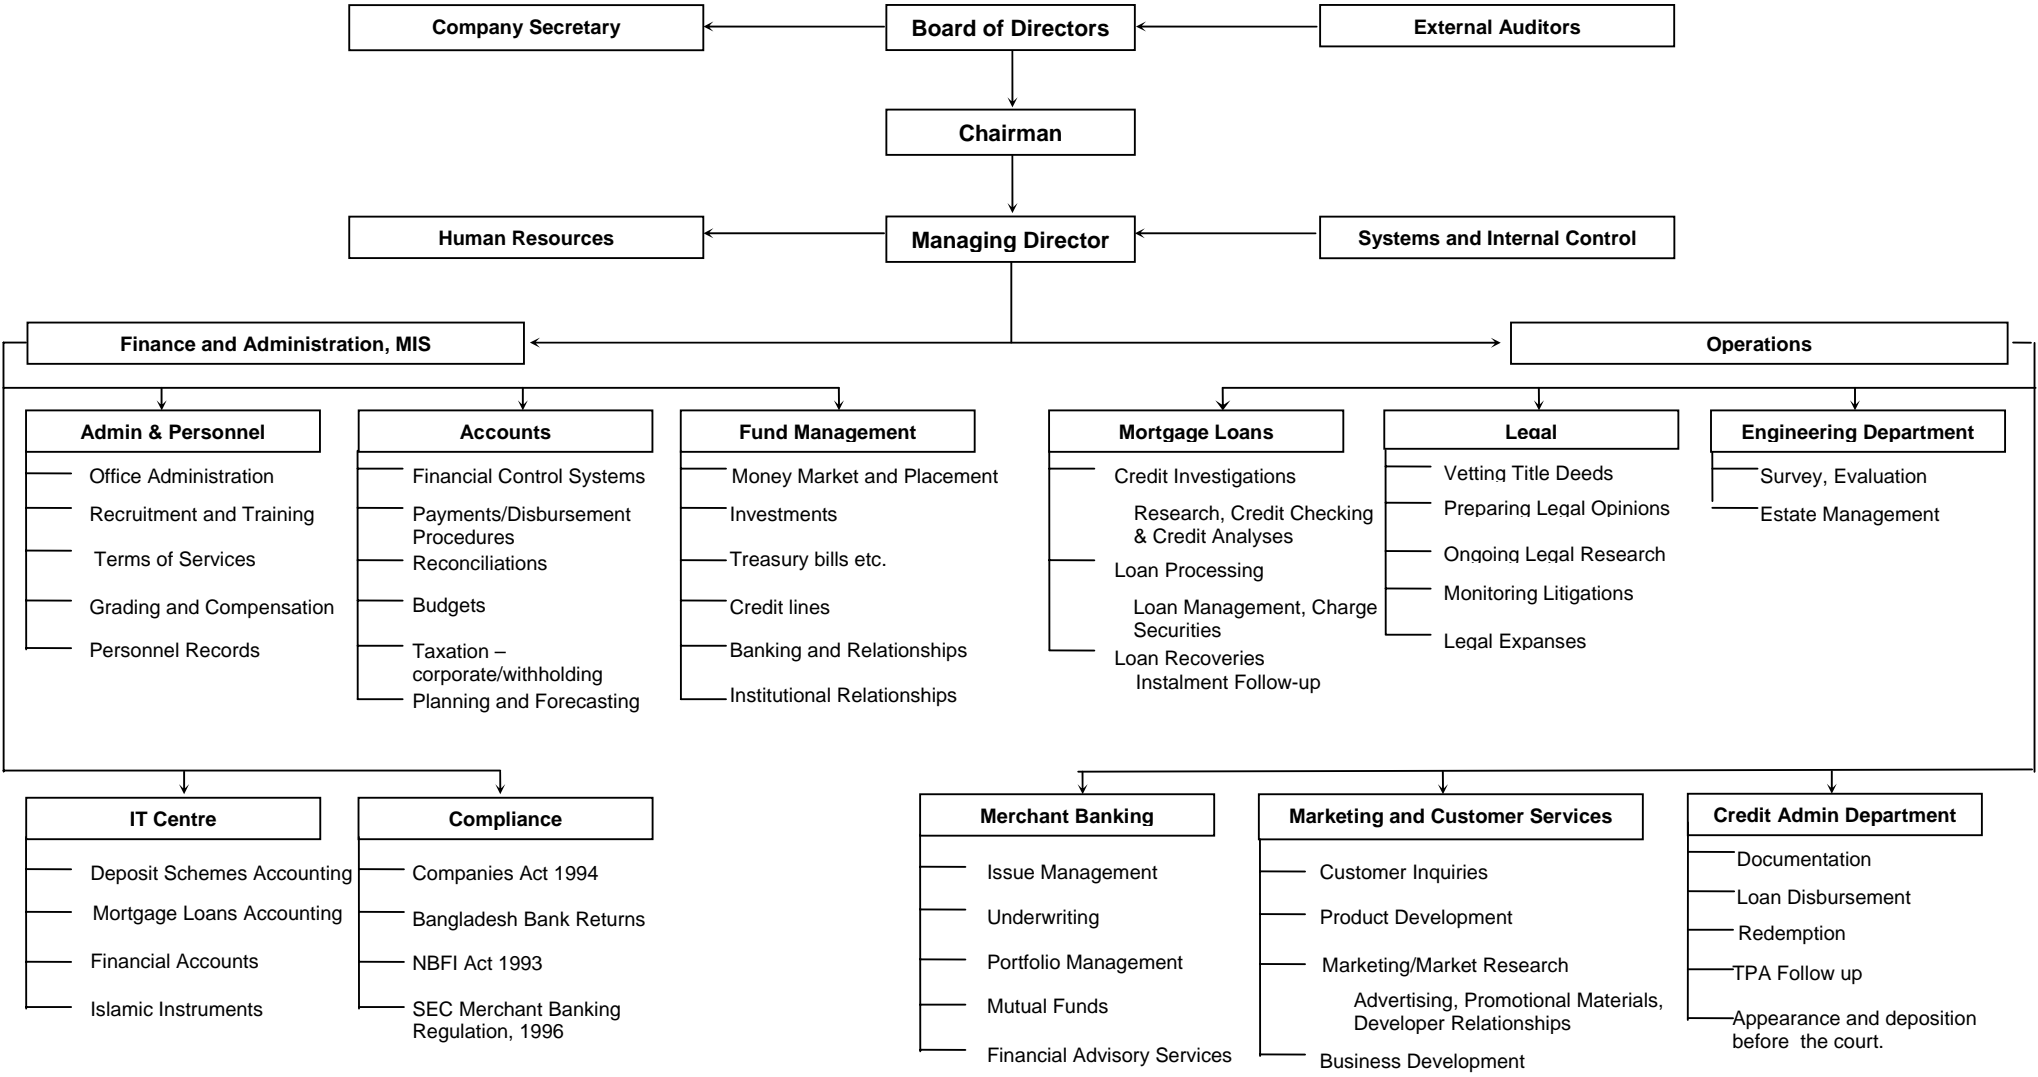 Company Secretary
Board of Directors
External Auditors
Chairman
Human Resources
Managing Director
Systems and Internal Control
Finance and Administration, MIS
Operations
Admin & Personnel
Office Administration
Recruitment and Training
Terms of Services
Grading and Compensation
Personnel Records
Accounts
Financial Control Systems
Payments/Disbursement
Procedures
Reconciliations
Budgets
Taxation –
corporate/withholding
Planning and Forecasting
Fund Management
Money Market and Placement
Investments
Treasury bills etc.
Credit lines
Banking and Relationships
Institutional Relationships
Mortgage Loans
Credit Investigations
Research, Credit Checking
& Credit Analyses
Loan Processing
Loan Management, Charge
Securities
Loan Recoveries
Instalment Follow-up
Legal
Vetting Title Deeds
Preparing Legal Opinions
Ongoing Legal Research
Monitoring Litigations
Legal Expanses
Engineering Department
Survey, Evaluation
Estate Management
IT Centre
Deposit Schemes Accounting
Mortgage Loans Accounting
Financial Accounts
Islamic Instruments
Compliance
Companies Act 1994
Bangladesh Bank Returns
NBFI Act 1993
SEC Merchant Banking
Regulation, 1996
Merchant Banking
Issue Management
Underwriting
Portfolio Management
Mutual Funds
Financial Advisory Services
Marketing and Customer Services
Customer Inquiries
Product Development
Marketing/Market Research
Advertising, Promotional Materials,
Developer Relationships
Business Development
Credit Admin Department
Documentation
Loan Disbursement
Redemption
TPA Follow up
Appearance and deposition
before the court.